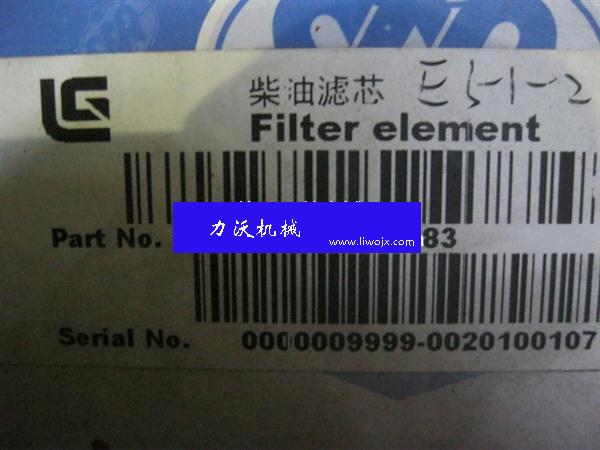 LG
柴油滤芯 E5-1-2
Filter element
力沃机械
www.liwojx.com
Part No. 83
Serial No. 0000009999-0020100107